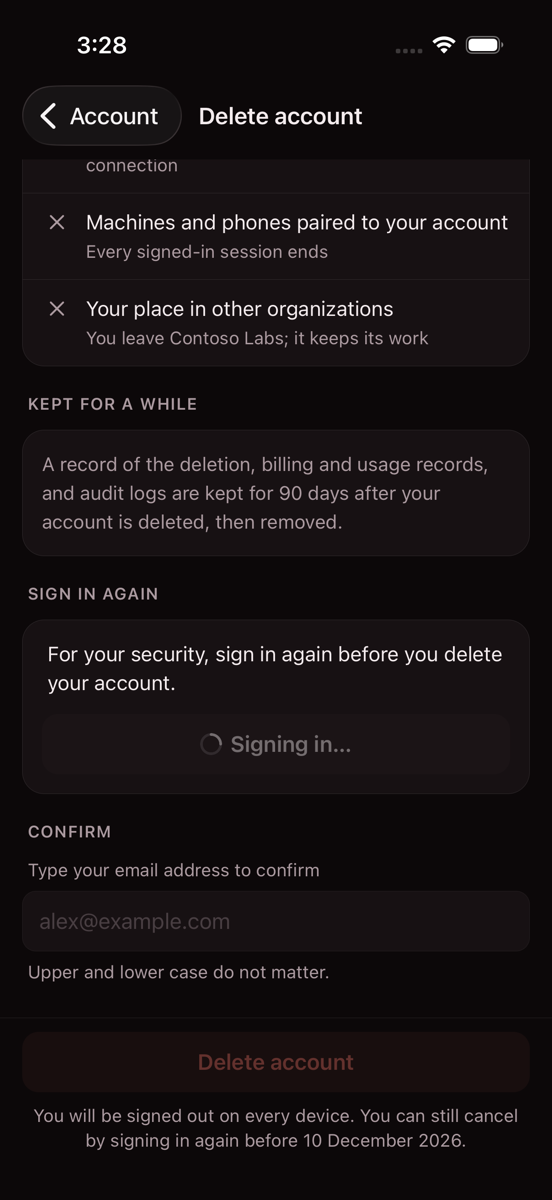 3:28
Account
Delete account
connection
Machines and phones paired to your account
Every signed-in session ends
Your place in other organizations
You leave Contoso Labs; it keeps its work
KEPT FOR A WHILE
A record of the deletion, billing and usage records,
and audit logs are kept for 90 days after your
account is deleted, then removed.
SIGN IN AGAIN
For your security, sign in again before you delete
your account.
Signing in...
CONFIRM
Type your email address to confirm
alex@example.com
Upper and lower case do not matter.
Delete account
You will be signed out on every device. You can still cancel
by signing in again before 10 December 2026.